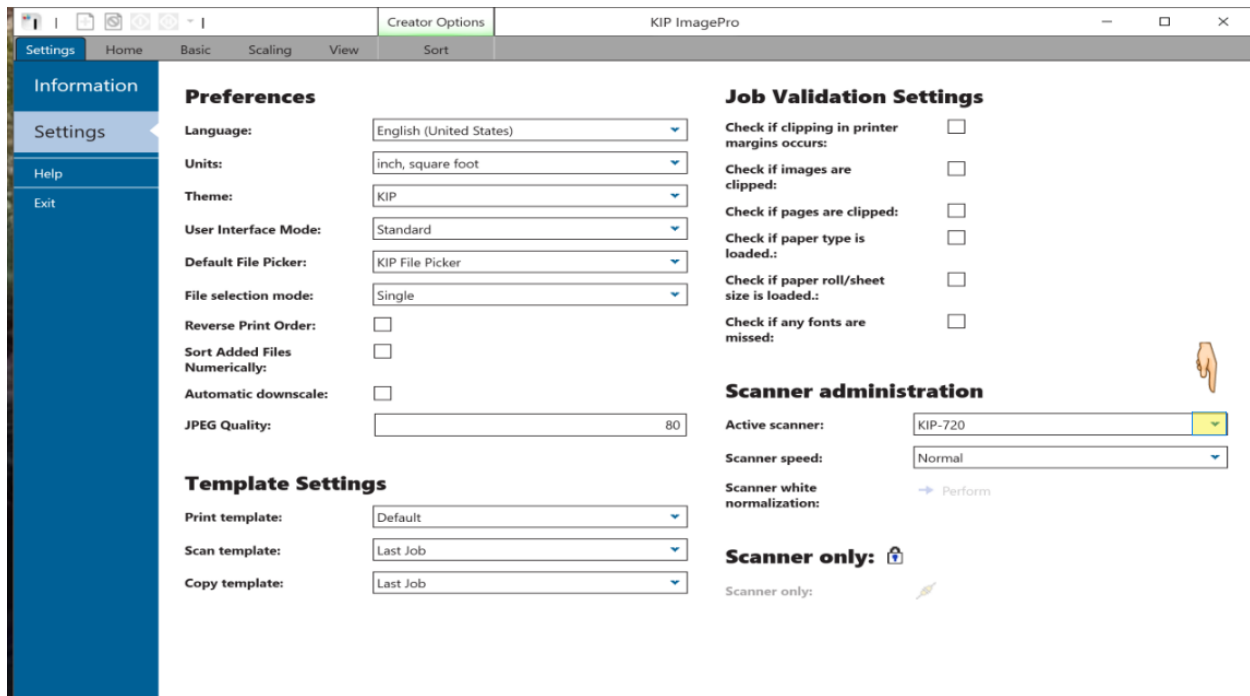 Creator Options
KIP ImagePro
Settings
Home
Basic
Scaling
View
Sort
Information
Settings
Help
Exit
Preferences
Language:
English (United States)
Units:
inch, square foot
Theme:
KIP
User Interface Mode:
Standard
Default File Picker:
KIP File Picker
File selection mode:
Single
Reverse Print Order:
Sort Added Files
Numerically:
Automatic downscale:
JPEG Quality:
80
Template Settings
Print template:
Default
Scan template:
Last Job
Copy template:
Last Job
Job Validation Settings
Check if clipping in printer
margins occurs:
Check if images are
clipped:
Check if pages are clipped:
Check if paper type is
loaded.:
Check if paper roll/sheet
size is loaded.:
Check if any fonts are
missed:
Scanner administration
Active scanner:
KIP-720
Scanner speed:
Normal
Scanner white
normalization:
Perform
Scanner only:
Scanner only: